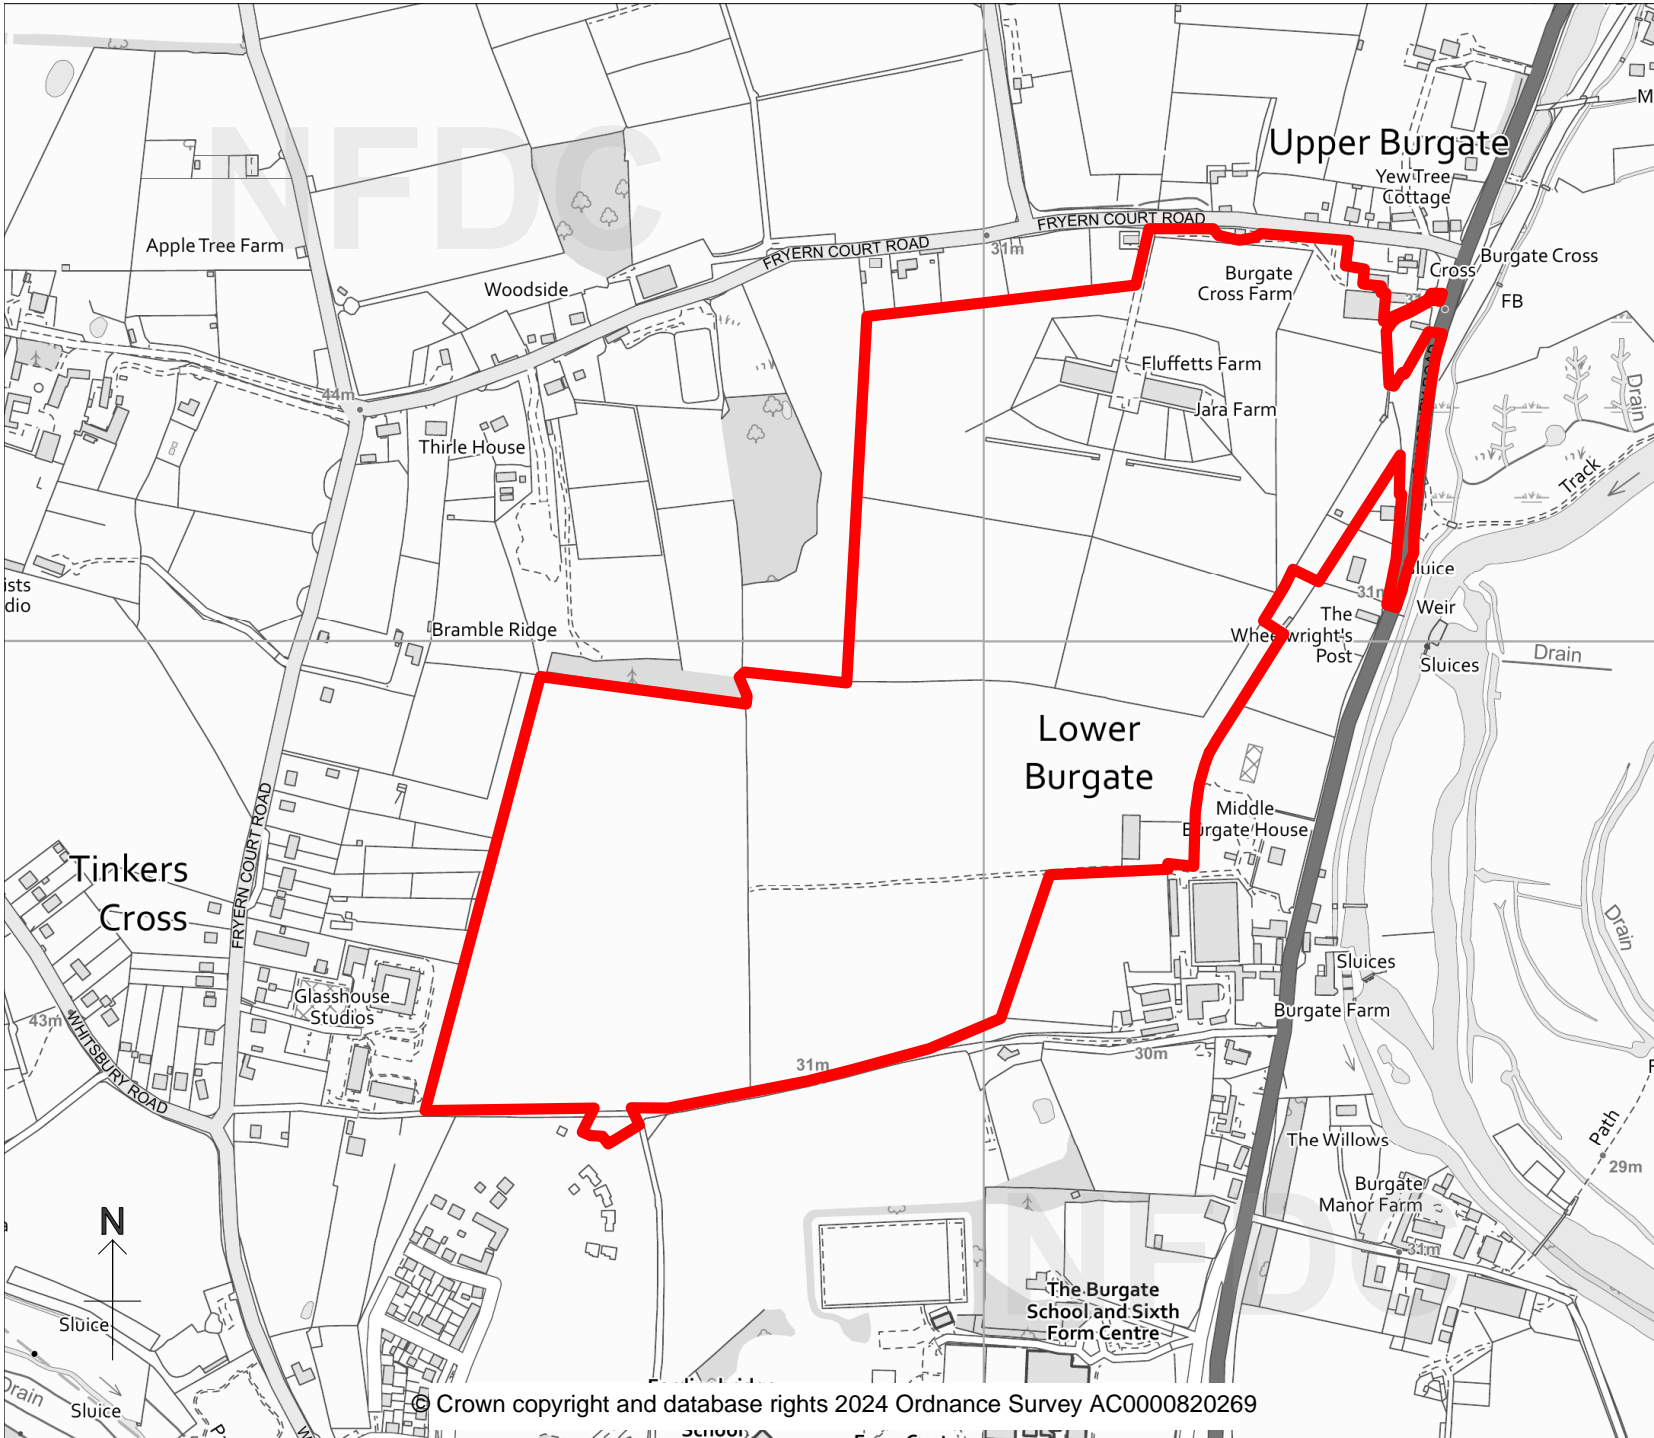 NFDC
Upper Burgate
Yew Tree
Cottage
FRYERN COURT ROAD
FRYERN COURT ROAD
31m
Apple Tree Farm
Woodside
Burgate
Cross Farm
Cross
Burgate Cross
FB
Fluffetts Farm
Jara Farm
44m
Thirle House
Drain
Track
Sluice
31m
Weir
The
Wheelwright's
Post
Sluices
Drain
Bramble Ridge
Lower
Burgate
Middle
Burgate House
FRYERN COURT ROAD
Tinkers
Cross
Drain
Sluices
Glasshouse
Studios
Burgate Farm
43m
WHITSBURY ROAD
30m
31m
The Willows
Path
29m
Burgate
Manor Farm
31m
N
NFDC
The Burgate
School and Sixth
Form Centre
Sluice
Drain
Sluice
© Crown copyright and database rights 2024 Ordnance Survey AC0000820269
School